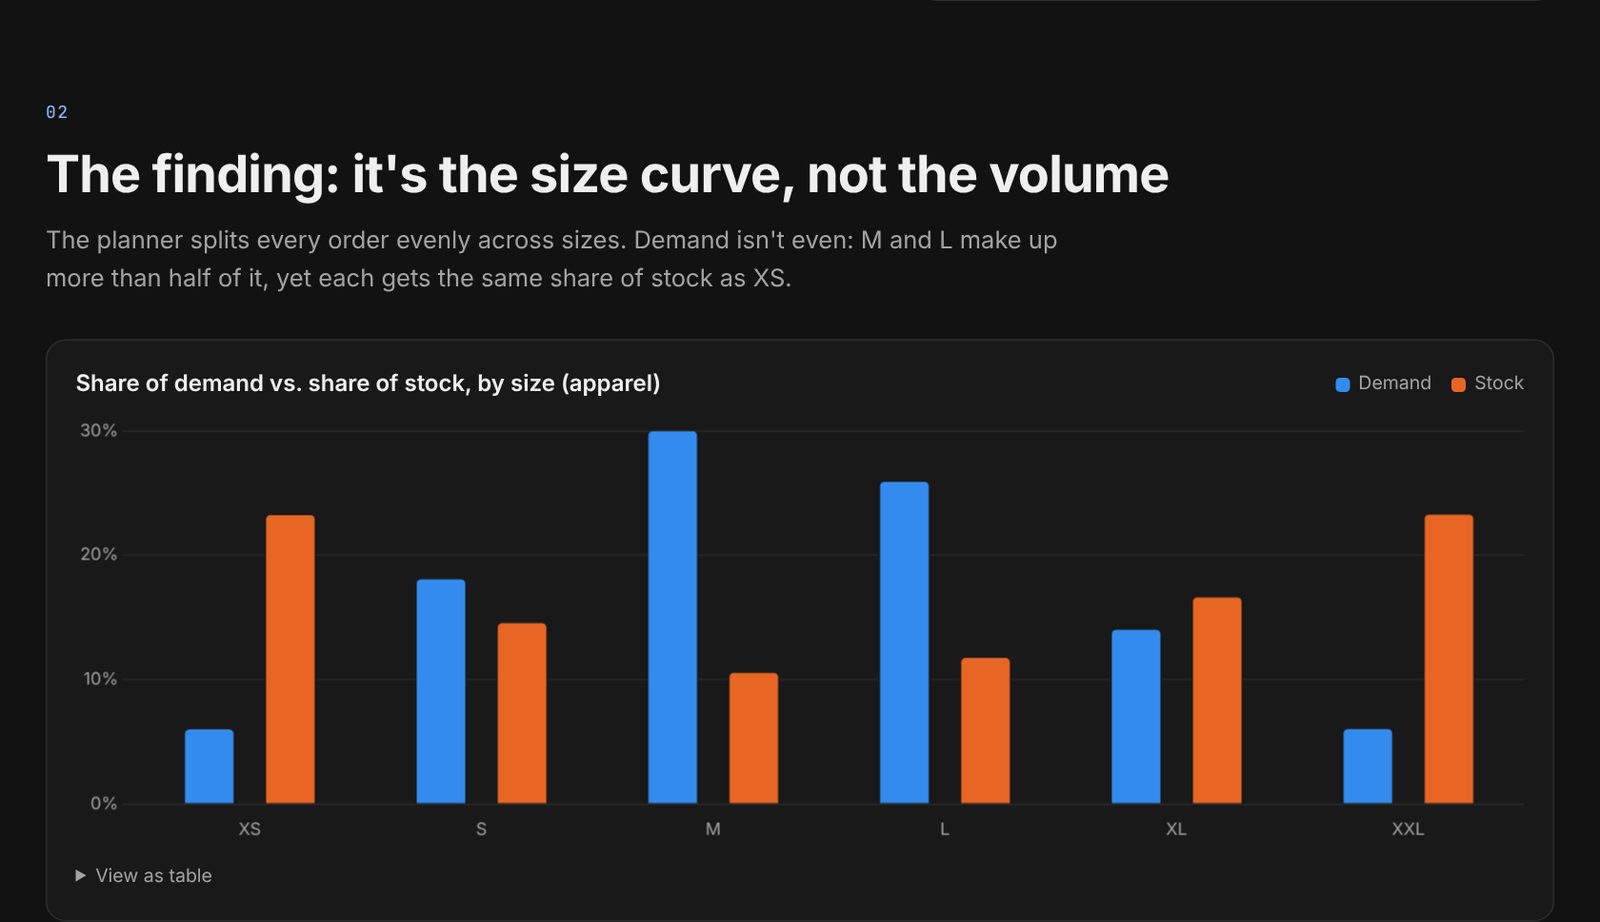 02
The finding: it's the size curve, not the volume
The planner splits every order evenly across sizes. Demand isn't even: M and L make up
more than half of it, yet each gets the same share of stock as XS.
Share of demand vs. share of stock, by size (apparel)
Demand
Stock
30%
20%
10%
0%
XS
S
M
L
XL
XXL
View as table